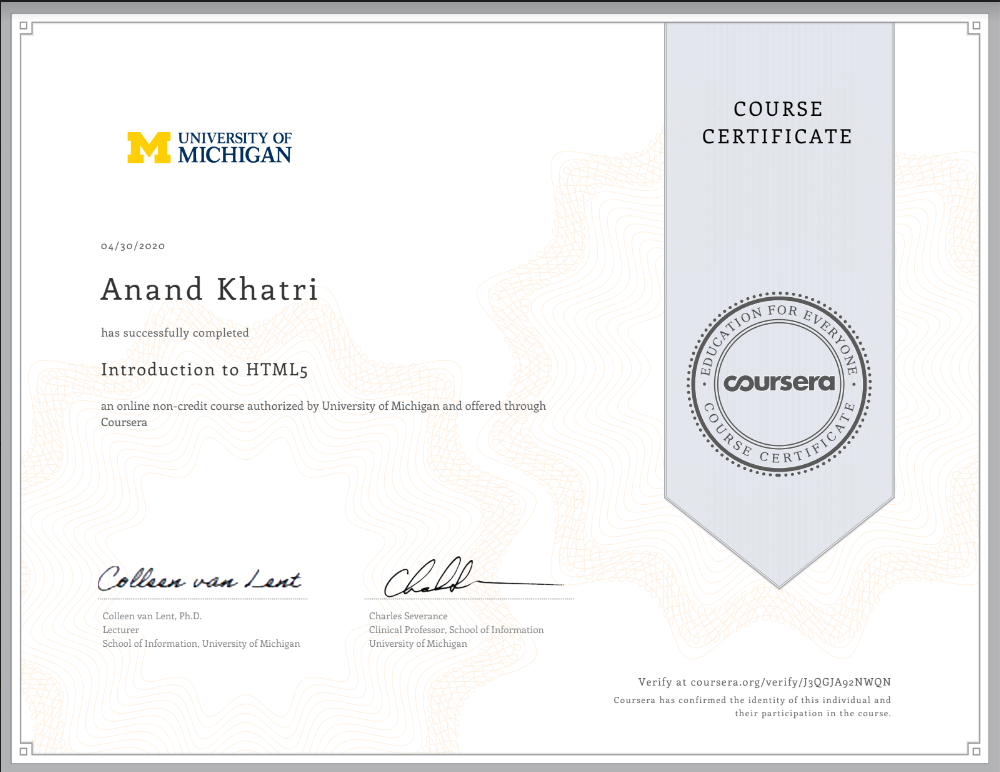 UNIVERSITY OF
MICHIGAN
COURSE
CERTIFICATE
04/30/2020
Anand Khatri
has successfully completed
Introduction to HTML5
an online non-credit course authorized by University of Michigan and offered through
Coursera
EDUCATION FOR EVERYONE
coursera
COURSE CERTIFICATE
Colleen van Lent
Colleen van Lent, Ph.D.
Lecturer
School of Information, University of Michigan
Charles Severance
Clinical Professor, School of Information
University of Michigan
Verify at coursera.org/verify/J3QGJA92NWQN
Coursera has confirmed the identity of this individual and
their participation in the course.